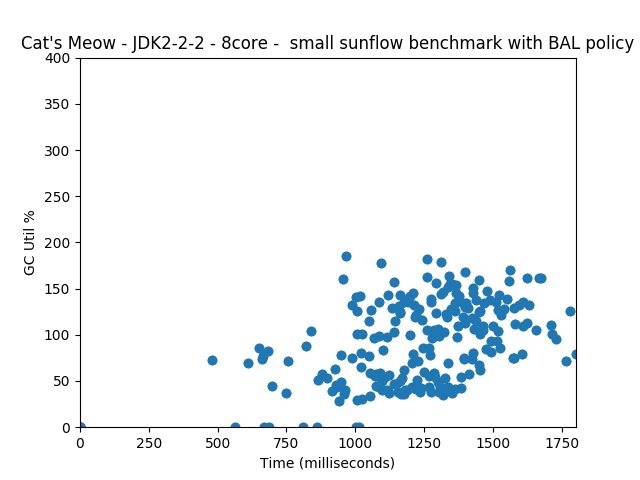 Cat's Meow - JDK2-2-2 - 8core -  small sunflow benchmark with BAL policy
400
350
300
250
200
150
100
50
0
GC Util %
0 250 500 750 1000 1250 1500 1750
Time (milliseconds)